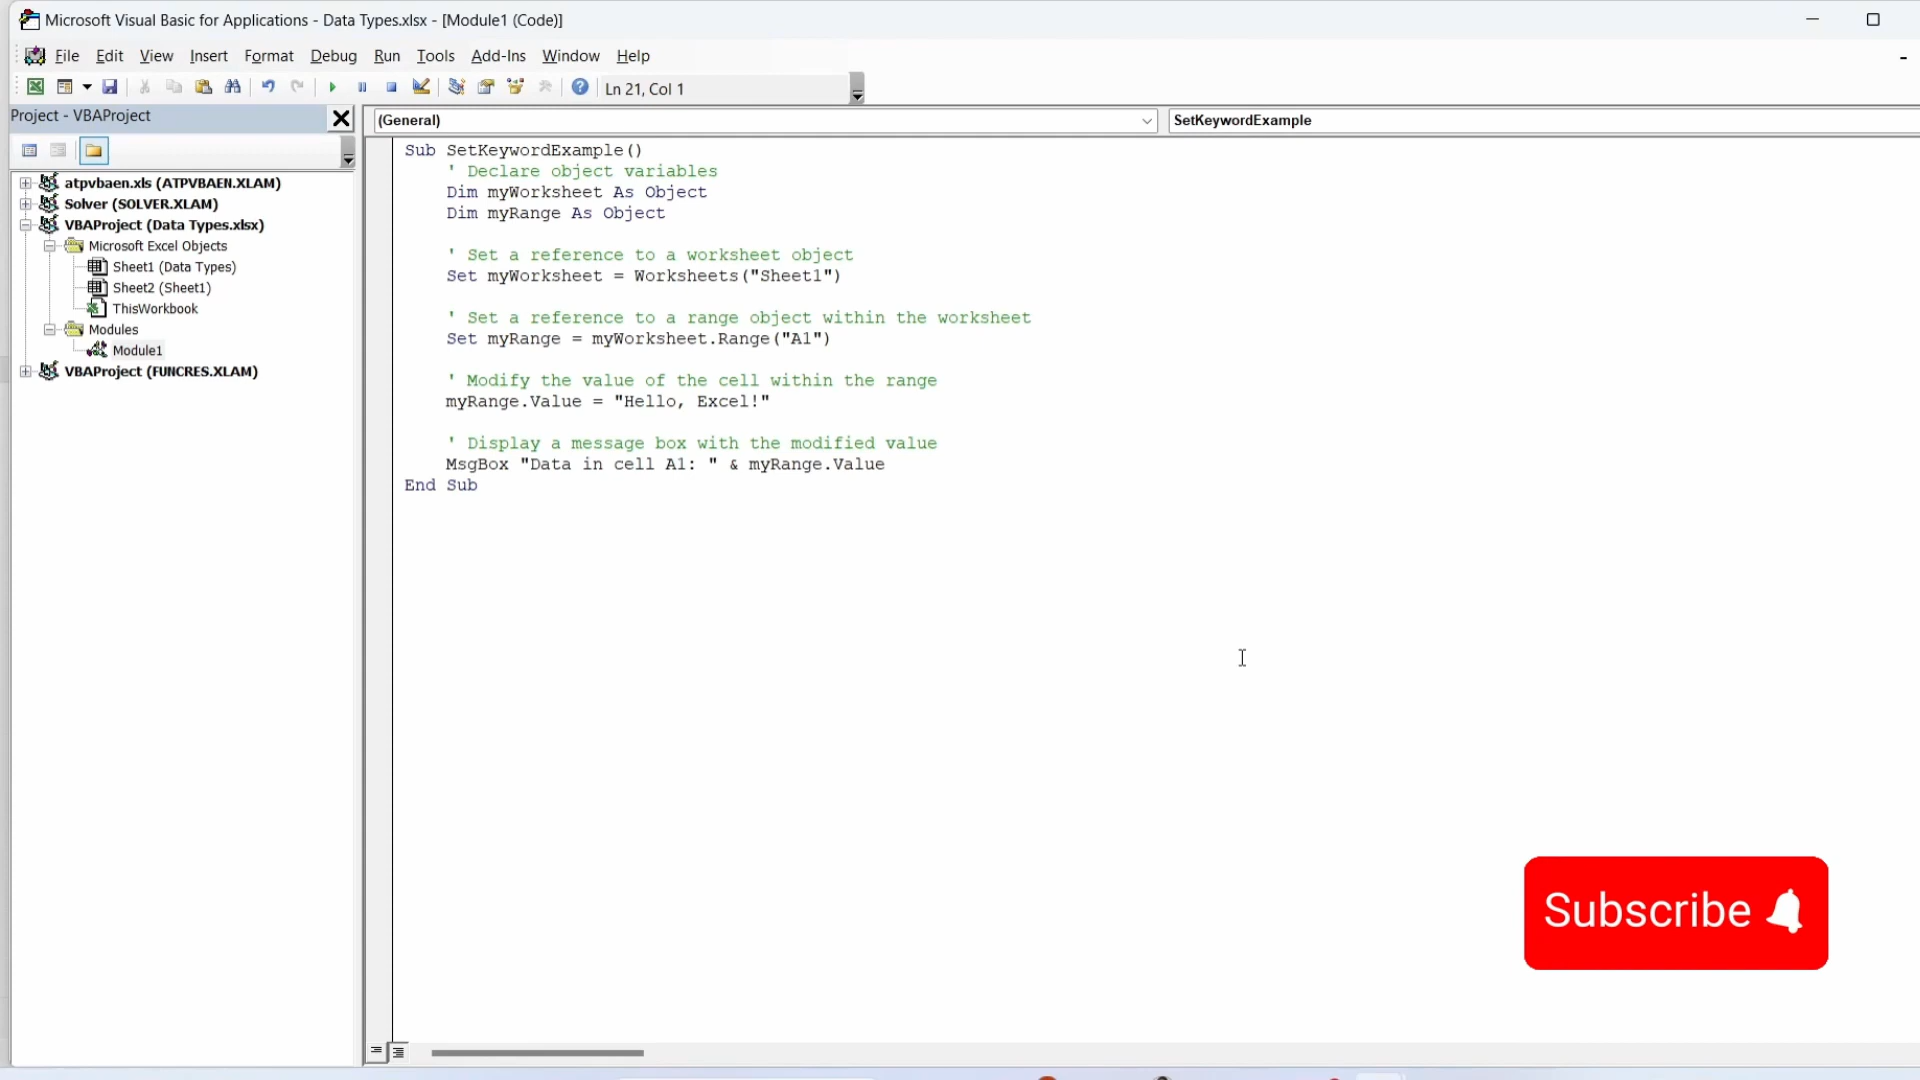 Microsoft Visual Basic for Applications - Data Types.xlsx - [Module1 (Code)]
File Edit View Insert Format Debug Run Tools Add-Ins Window Help
Ln 21, Col 1
Project - VBAProject
(General)
SetKeywordExample
atpvbaen.xls (ATPVBAEN.XLAM)
Solver (SOLVER.XLAM)
VBAProject (Data Types.xlsx)
Microsoft Excel Objects
Sheet1 (Data Types)
Sheet2 (Sheet1)
ThisWorkbook
Modules
Module1
VBAProject (FUNCRES.XLAM)
Sub SetKeywordExample()
' Declare object variables
Dim myWorksheet As Object
Dim myRange As Object
' Set a reference to a worksheet object
Set myWorksheet = Worksheets("Sheet1")
' Set a reference to a range object within the worksheet
Set myRange = myWorksheet.Range("A1")
' Modify the value of the cell within the range
myRange.Value = "Hello, Excel!"
' Display a message box with the modified value
MsgBox "Data in cell A1: " & myRange.Value
End Sub
Subscribe